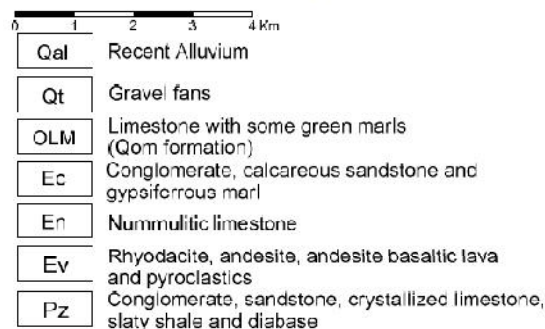 0 1 2 3 4 Km
Qal Recent Alluvium
Qt Gravel fans
OLM Limestone with some green marls
(Qom formation)
Ec Conglomerate, calcareous sandstone and
gypsiferrous marl
En Nummulitic limestone
Ev Rhyodacite, andesite, andesite basaltic lava
and pyroclastics
Pz Conglomerate, sandstone, crystallized limestone,
slaty shale and diabase